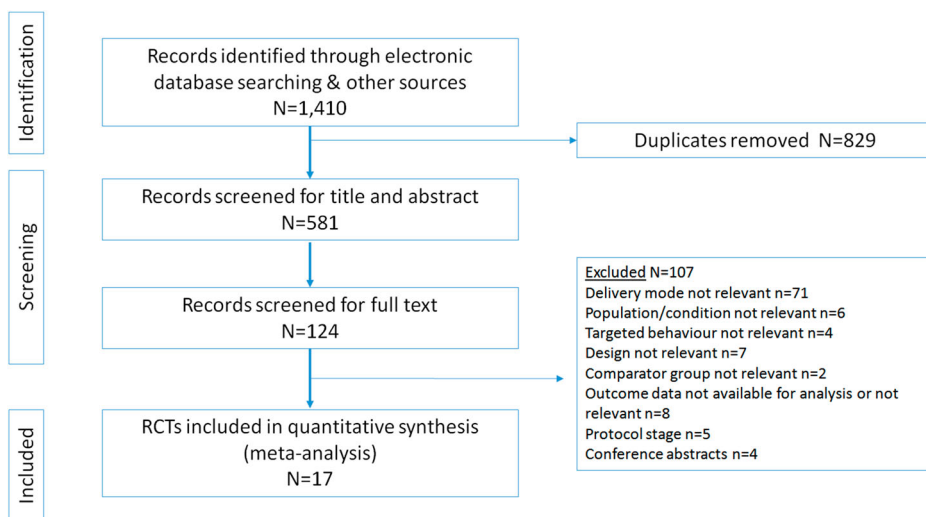 Identification
Records identified through electronic
database searching & other sources
N=1,410
Duplicates removed N=829
Screening
Records screened for title and abstract
N=581
Records screened for full text
N=124
Excluded N=107
Delivery mode not relevant n=71
Population/condition not relevant n=6
Targeted behaviour not relevant n=4
Design not relevant n=7
Comparator group not relevant n=2
Outcome data not available for analysis or not
relevant n=8
Protocol stage n=5
Conference abstracts n=4
Included
RCTs included in quantitative synthesis
(meta-analysis)
N=17